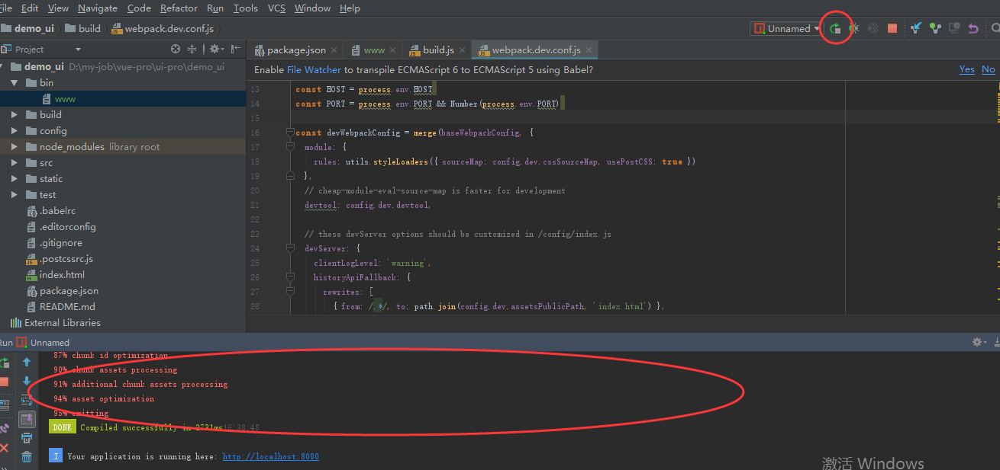 File Edit View Navigate Code Refactor Run Tools VCS Window Help
demo_ui build webpack.dev.conf.js
Unnamed
Project
package.json www build.js webpack.dev.conf.js
Enable File Watcher to transpile ECMAScript 6 to ECMAScript 5 using Babel? Yes No
demo_ui D:\my-job\vue-pro\ui-pro\demo_ui
bin
www
build
config
node_modules library root
src
static
test
.babelrc
.editorconfig
.gitignore
.postcssrc.js
index.html
package.json
README.md
External Libraries
13 const HOST = process.env.HOST
14 const PORT = process.env.PORT && Number(process.env.PORT)
15
16 const devWebpackConfig = merge(baseWebpackConfig, {
17 module: {
18 rules: utils.styleLoaders({ sourceMap: config.dev.cssSourceMap, usePostCSS: true })
19 },
20 // cheap-module-eval-source-map is faster for development
21 devtool: config.dev.devtool,
22
23 // these devServer options should be customized in /config/index.js
24 devServer: {
25 clientLogLevel: 'warning',
26 historyApiFallback: {
27 rewrites: [
28 { from: /.*/, to: path.join(config.dev.assetsPublicPath, 'index.html') },
Run Unnamed
87% chunk id optimization
90% chunk assets processing
91% additional chunk assets processing
94% asset optimization
95% emitting
DONE Compiled successfully in 2731ms16:38:48
I Your application is running here: http://localhost:8080
激活 Windows